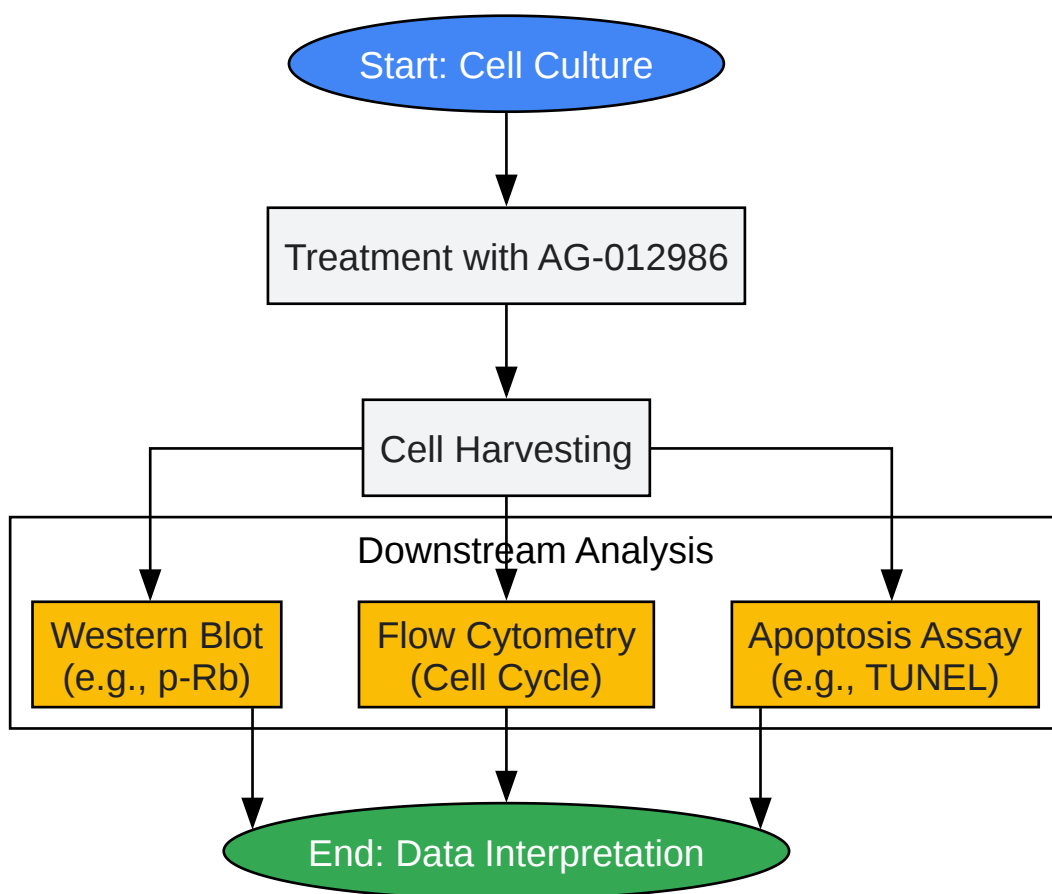 Start: Cell Culture
Treatment with AG-012986
Cell Harvesting
Downstream Analysis
Western Blot
(e.g., p-Rb)
Flow Cytometry
(Cell Cycle)
Apoptosis Assay
(e.g., TUNEL)
End: Data Interpretation